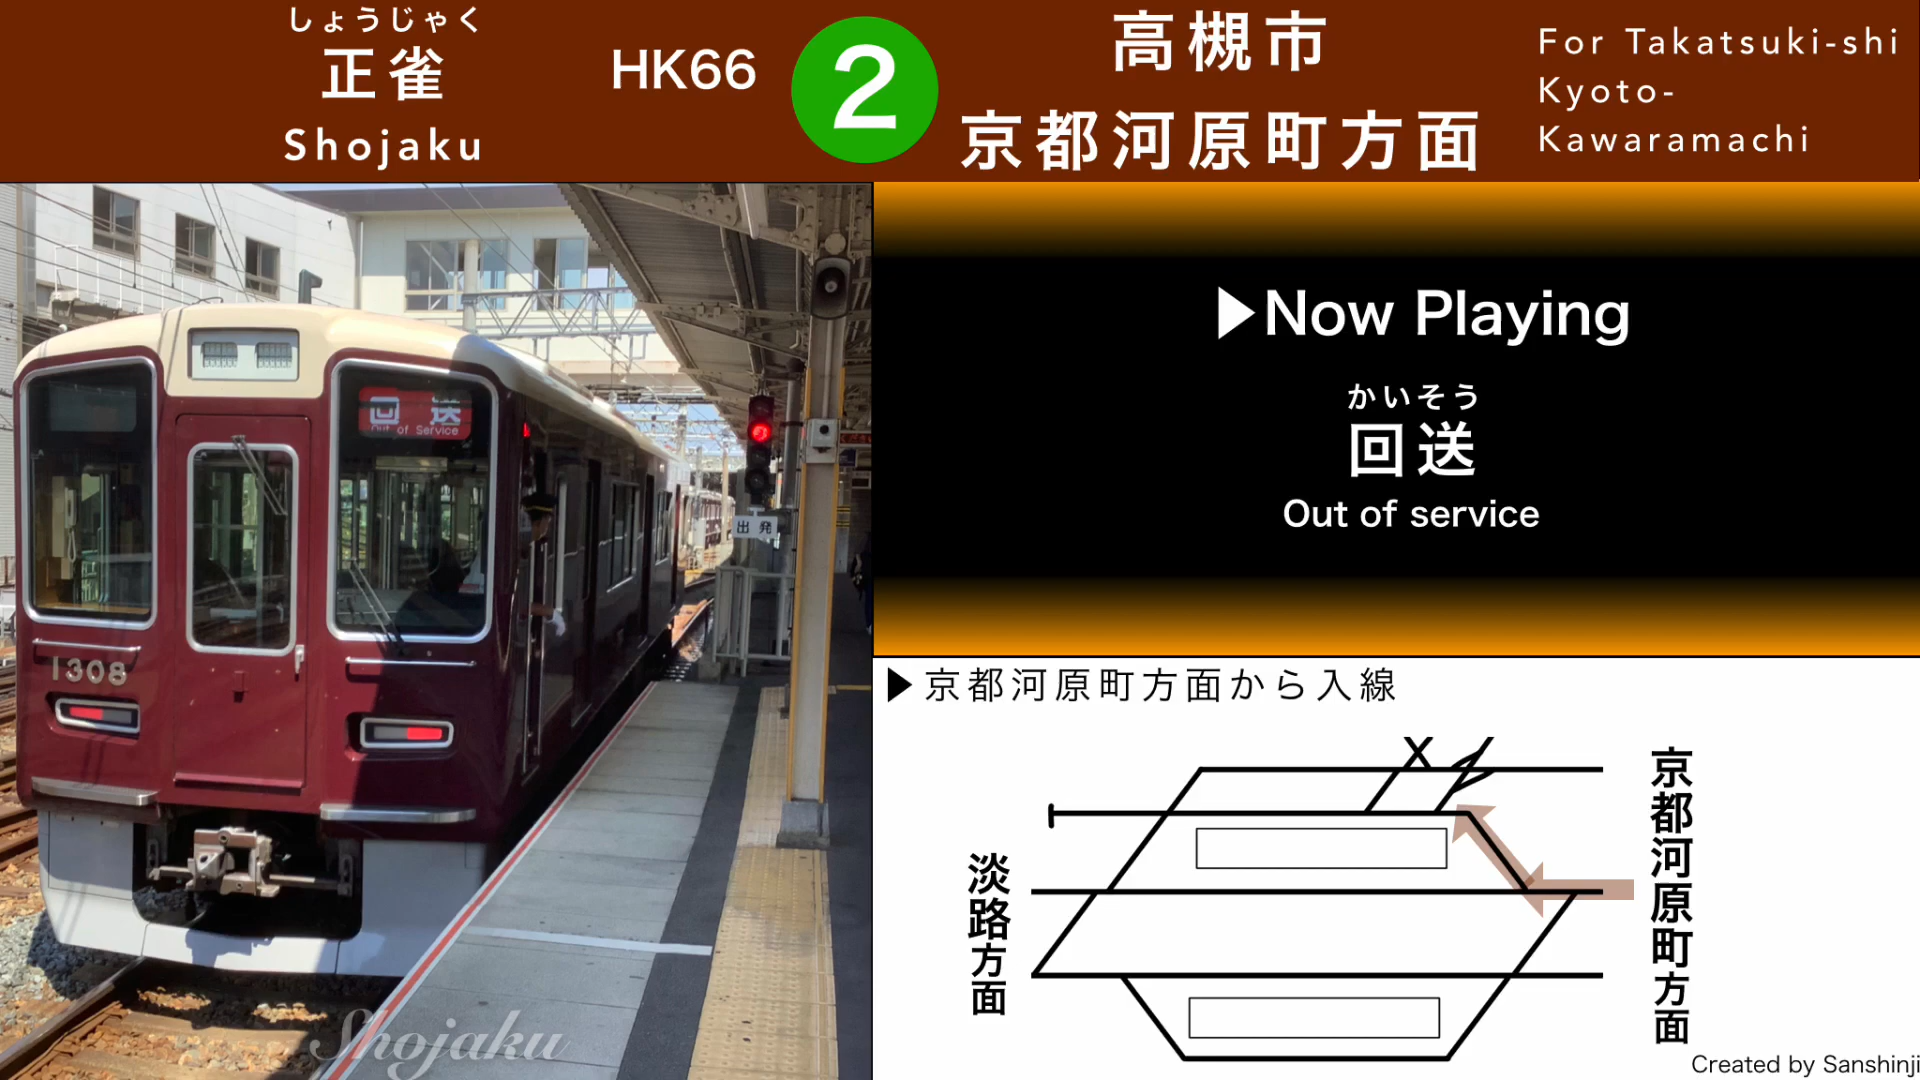 しょうじゃく
正雀
Shojaku
HK66
2
高槻市
京都河原町方面
For Takatsuki-shi
Kyoto-
Kawaramachi
回送
Out of Service
出発
1308
Shojaku
▶Now Playing
かいそう
回送
Out of service
▶京都河原町方面から入線
淡路方面
京都河原町方面
Created by Sanshinji